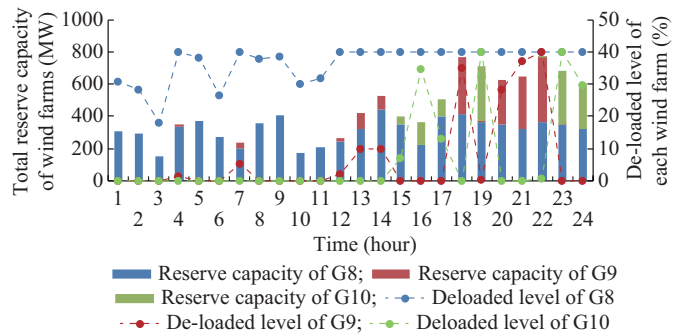 Total reserve capacity
of wind farms (MW)
1000
800
600
400
200
0
50
40
30
20
10
0
De-loaded level of
each wind farm (%)
1 3 5 7 9 11 13 15 17 19 21 23
2 4 6 8 10 12 14 16 18 20 22 24
Time (hour)
Reserve capacity of G8; Reserve capacity of G9
Reserve capacity of G10; Deloaded level of G8
De-loaded level of G9; Deloaded level of G10